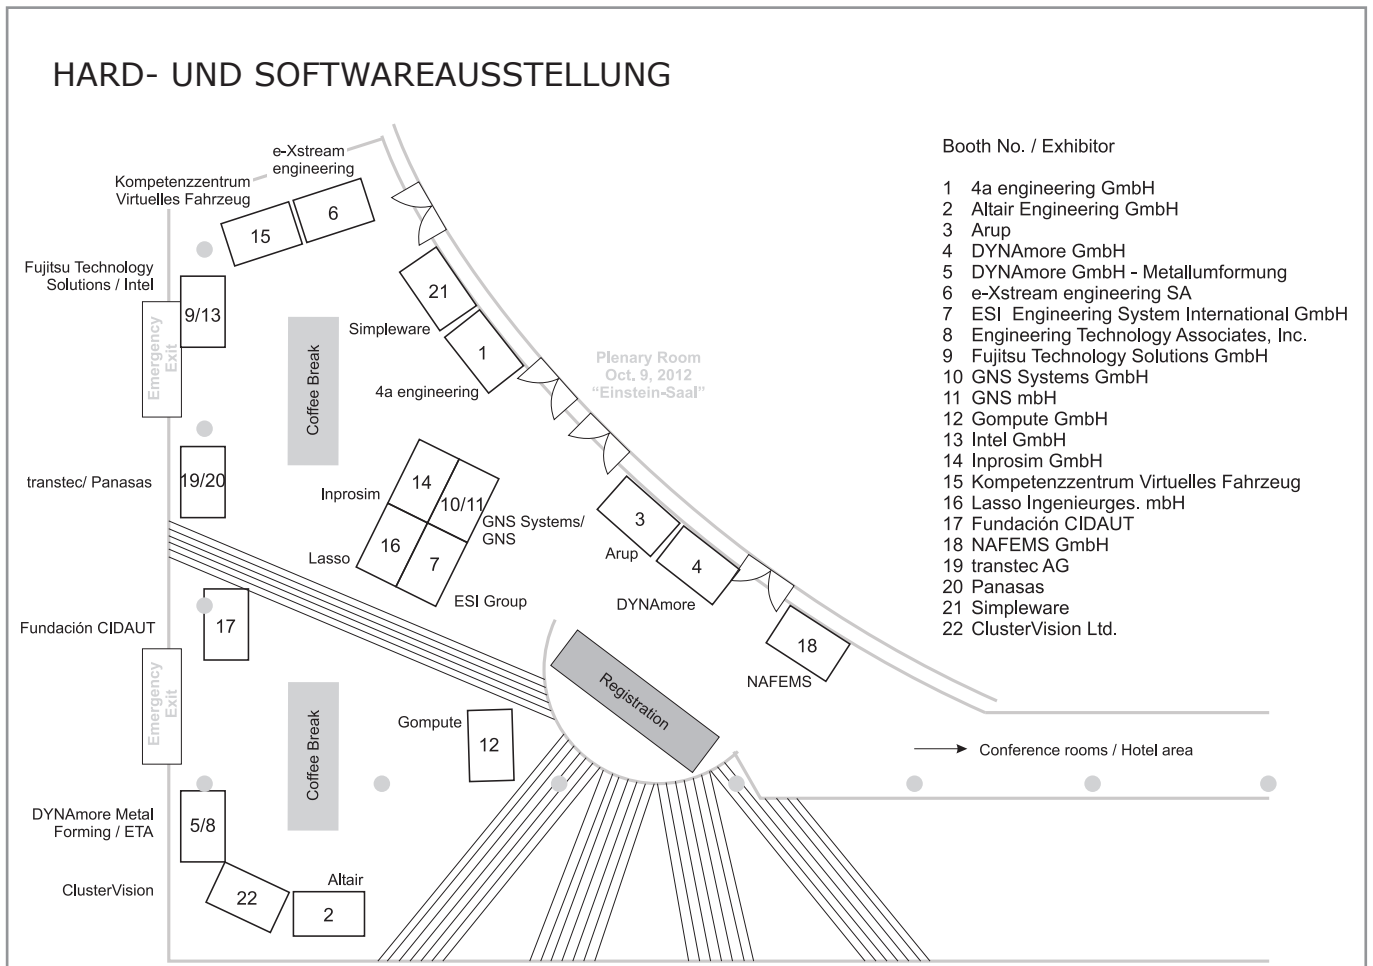 HARD- UND SOFTWAREAUSSTELLUNG
e-Xstream
engineering
Kompetenzzentrum
Virtuelles Fahrzeug
6
15
Fujitsu Technology
Solutions / Intel
9/13
Emergency
Exit
Coffee Break
21
Simpleware
1
4a engineering
Plenary Room
Oct. 9, 2012
“Einstein-Saal”
transtec/ Panasas
19/20
Inprosim
14
10/11
GNS Systems/
GNS
Lasso
16
7
ESI Group
3
Arup
4
DYNAmore
18
NAFEMS
Fundación CIDAUT
17
Emergency
Exit
Coffee Break
Gompute
12
Registration
Conference rooms / Hotel area
DYNAmore Metal
Forming / ETA
5/8
ClusterVision
22
Altair
2
Booth No. / Exhibitor
1 4a engineering GmbH
2 Altair Engineering GmbH
3 Arup
4 DYNAmore GmbH
5 DYNAmore GmbH - Metallumformung
6 e-Xstream engineering SA
7 ESI Engineering System International GmbH
8 Engineering Technology Associates, Inc.
9 Fujitsu Technology Solutions GmbH
10 GNS Systems GmbH
11 GNS mbH
12 Gompute GmbH
13 Intel GmbH
14 Inprosim GmbH
15 Kompetenzzentrum Virtuelles Fahrzeug
16 Lasso Ingenieurges. mbH
17 Fundación CIDAUT
18 NAFEMS GmbH
19 transtec AG
20 Panasas
21 Simpleware
22 ClusterVision Ltd.